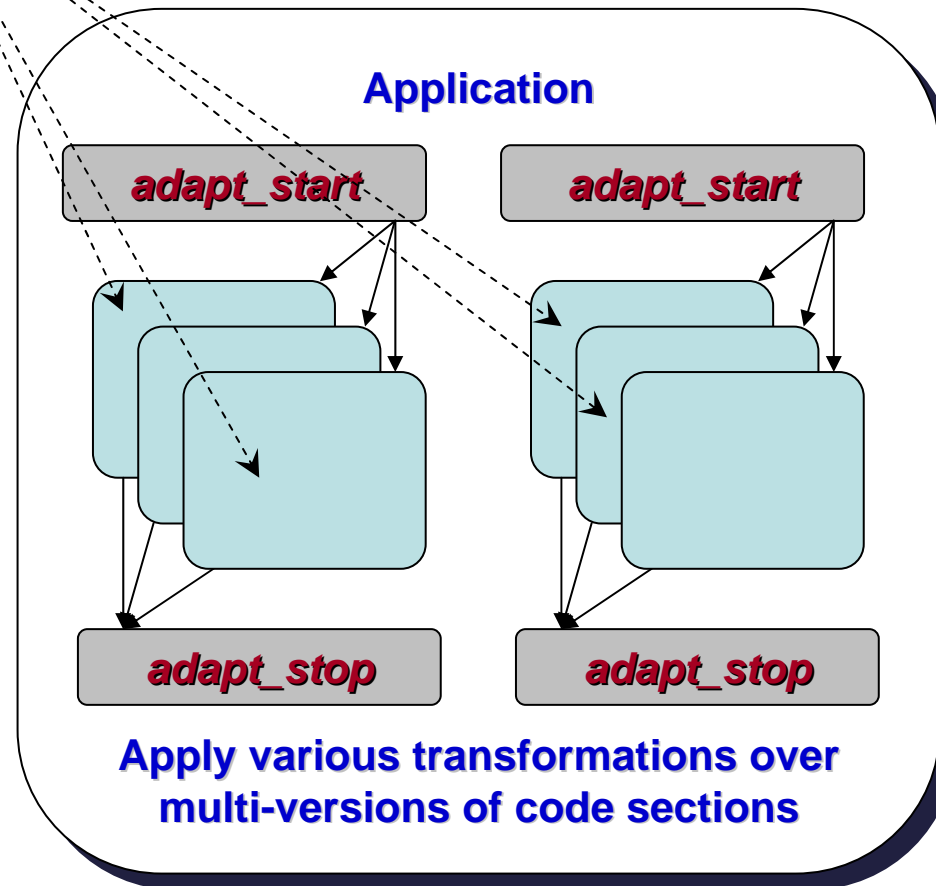 Application
adapt_start adapt_start
adapt_stop adapt_stop
Apply various transformations over
multi-versions of code sections